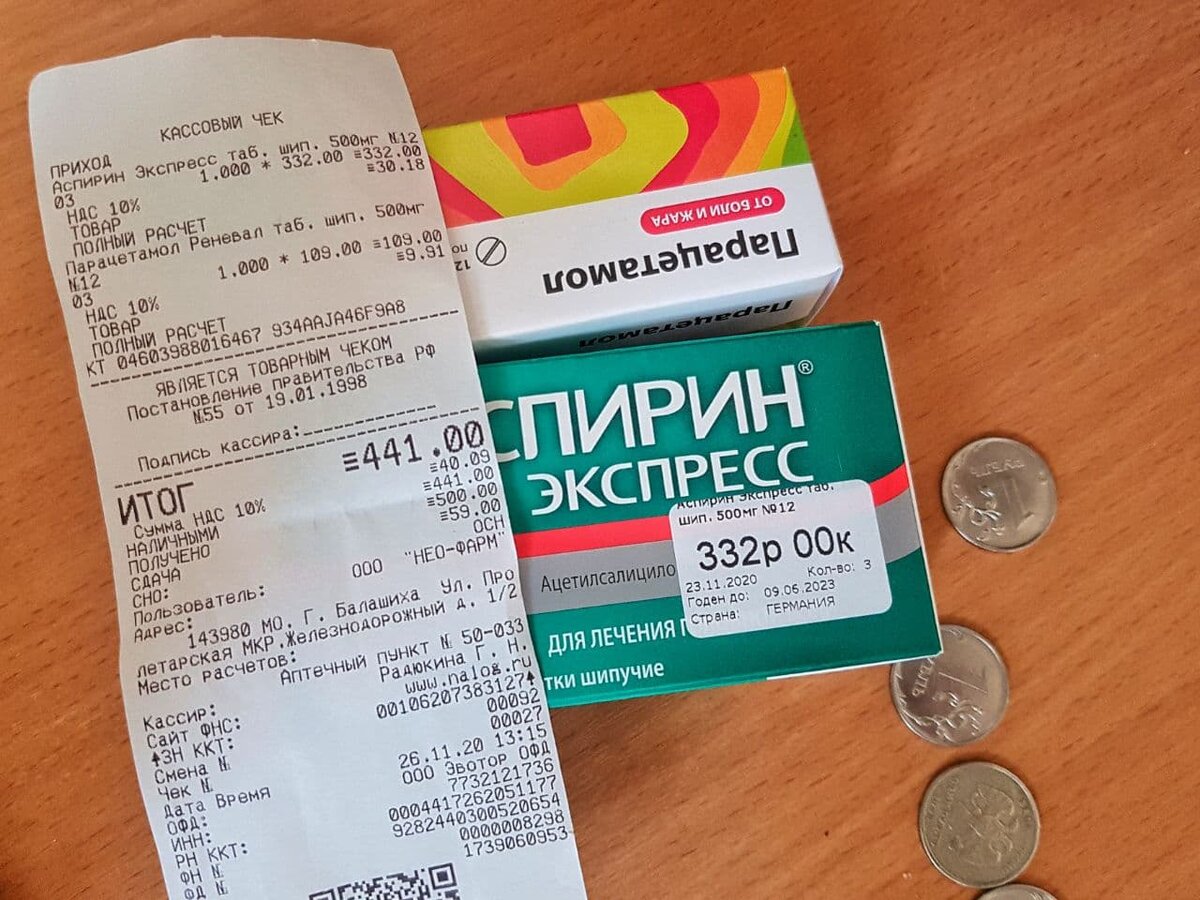 КАССОВЫЙ ЧЕК
ПРИХОД
Аспирин Экспресс таб. шип. 500мг №12
1.000 * 332.00 ≡332.00
03 ≡30.18
НДС 10%
ТОВАР
ПОЛНЫЙ РАСЧЕТ
Парацетамол Реневал таб. шип. 500мг
№12
1.000 * 109.00 ≡109.00
03 ≡9.91
НДС 10%
ТОВАР
ПОЛНЫЙ РАСЧЕТ
КТ 04603988016467 934AAJA46F9A8
ЯВЛЯЕТСЯ ТОВАРНЫМ ЧЕКОМ
Постановление правительства РФ
№55 от 19.01.1998
Подпись кассира:
ИТОГ ≡441.00
Сумма НДС 10% ≡40.09
НАЛИЧНЫМИ ≡441.00
ПОЛУЧЕНО ≡500.00
СДАЧА ≡59.00
СНО: ОСН
Пользователь: ООО "НЕО-ФАРМ"
Адрес:
143980 МО. Г. Балашиха Ул. Про
летарская МКР.Железнодорожный д. 1/2
Место расчетов:
Аптечный пункт № 50-033
Кассир: Радюкина Г. Н.
Сайт ФНС: www.nalog.ru
ЗН ККТ: 00106207383127
Смена № 00092
Чек № 00027
Дата Время 26.11.20 13:15
ОФД: ООО Эвотор ОФД
ИНН: 7732121736
РН ККТ: 0004417262051177
ФН № 9282440300520654
ФД № 0000008298
1739060953
ОТ БОЛИ И ЖАРА
Парацетамол
12
по
Парацетамол
СПИРИН®
ЭКСПРЕСС
Аспирин Экспресс таб.
шип. 500мг №12
332р 00к
23.11.2020 Кол-во: 3
Годен до: 09.06.2023
Страна: ГЕРМАНИЯ
Ацетилсалицило
ДЛЯ ЛЕЧЕНИЯ
тки шипучие
1
РУБЛЬ
1
РУБЛЬ